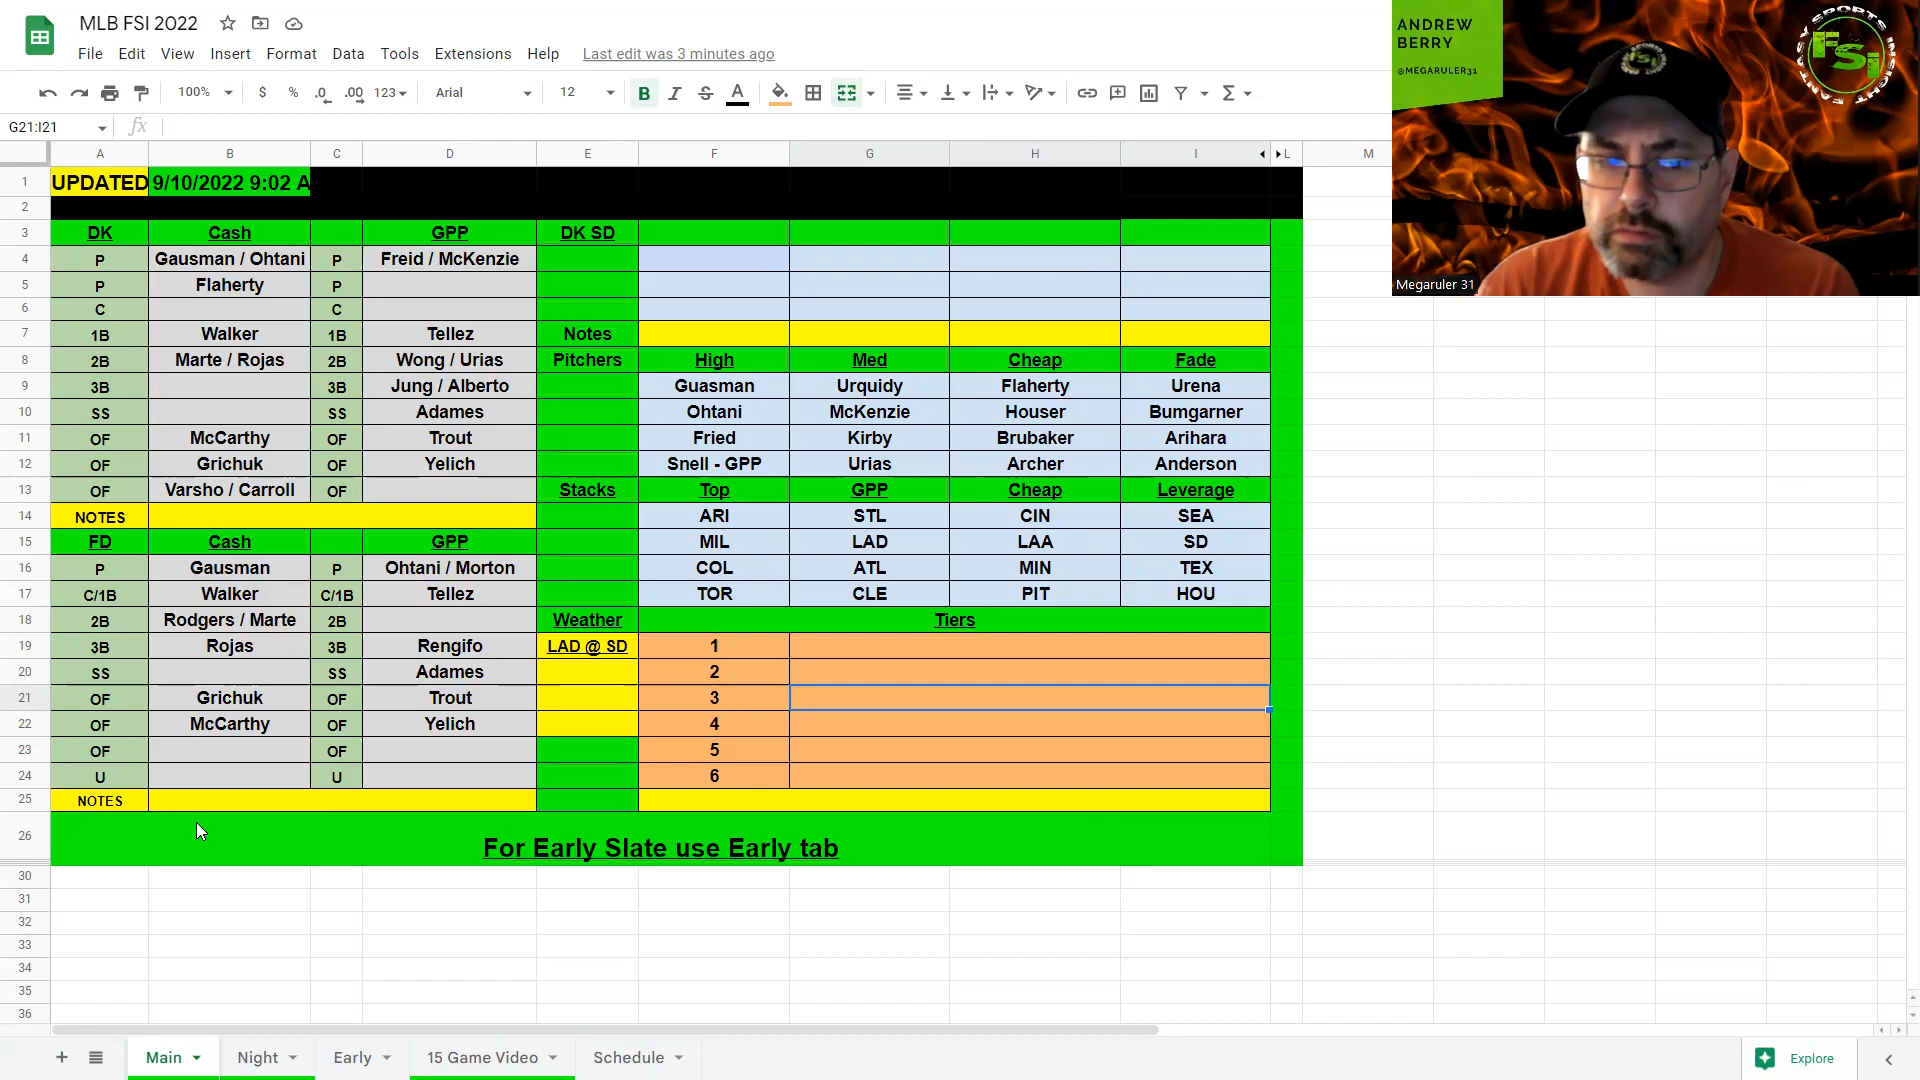 MLB FSI 2022
File Edit View Insert Format Data Tools Extensions Help Last edit was 3 minutes ago
100% $ % .0 .00 123 Arial 12 B I S A
G21:I21 fx
A B C D E F G H I L M
1 UPDATED 9/10/2022 9:02 A
2
3 DK Cash GPP DK SD
4 P Gausman / Ohtani P Freid / McKenzie
5 P Flaherty P
6 C C
7 1B Walker 1B Tellez Notes
8 2B Marte / Rojas 2B Wong / Urias Pitchers High Med Cheap Fade
9 3B 3B Jung / Alberto Guasman Urquidy Flaherty Urena
10 SS SS Adames Ohtani McKenzie Houser Bumgarner
11 OF McCarthy OF Trout Fried Kirby Brubaker Arihara
12 OF Grichuk OF Yelich Snell - GPP Urias Archer Anderson
13 OF Varsho / Carroll OF Stacks Top GPP Cheap Leverage
14 NOTES ARI STL CIN SEA
15 FD Cash GPP MIL LAD LAA SD
16 P Gausman P Ohtani / Morton COL ATL MIN TEX
17 C/1B Walker C/1B Tellez TOR CLE PIT HOU
18 2B Rodgers / Marte 2B Weather Tiers
19 3B Rojas 3B Rengifo LAD @ SD 1
20 SS SS Adames 2
21 OF Grichuk OF Trout 3
22 OF McCarthy OF Yelich 4
23 OF OF 5
24 U U 6
25 NOTES
26 For Early Slate use Early tab
30
31
32
33
34
35
36
Main Night Early 15 Game Video Schedule Explore
ANDREW
BERRY
@MEGARULER31
FANTASY SPORTS INSIGHT
FSi
Megaruler 31